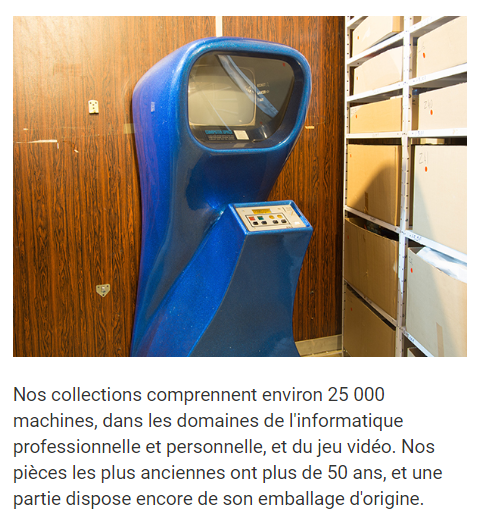 Nos collections comprennent environ 25 000
machines, dans les domaines de l'informatique
professionnelle et personnelle, et du jeu vidéo. Nos
pièces les plus anciennes ont plus de 50 ans, et une
partie dispose encore de son emballage d'origine.